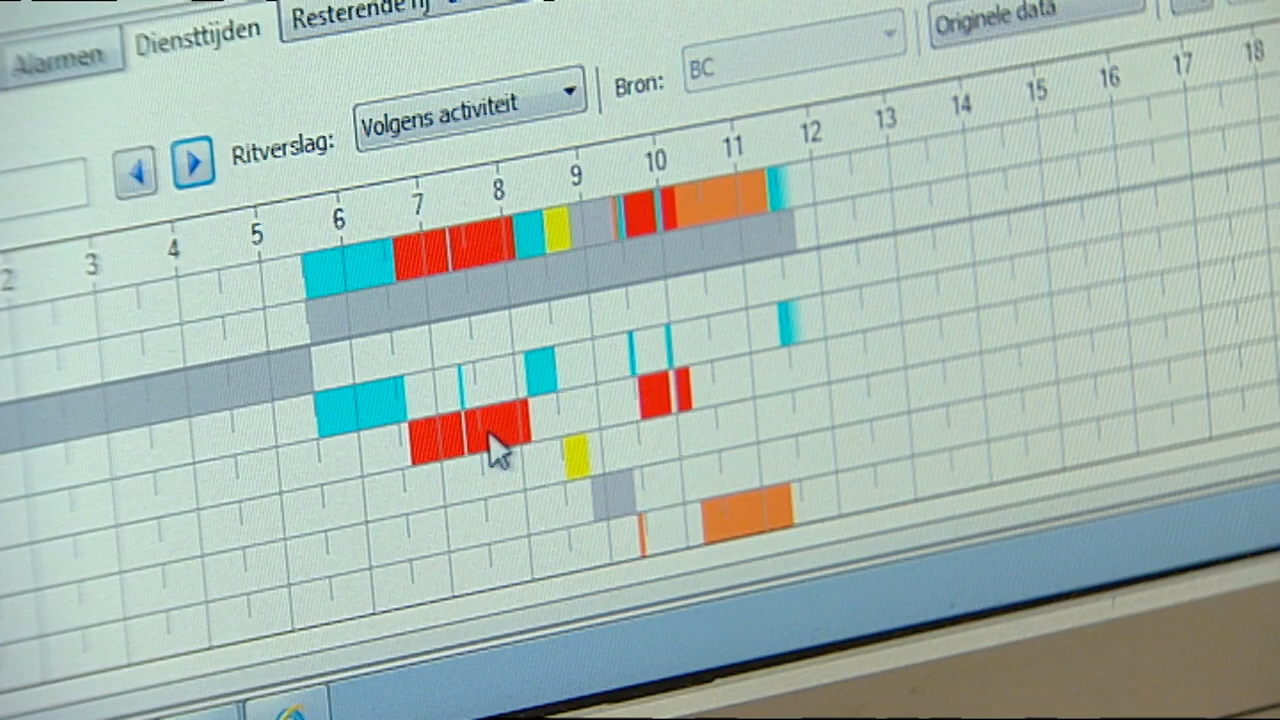 Alarmen Diensttijden Resterende rij
Ritverslag: Volgens activiteit Bron: BC Originele data
2 3 4 5 6 7 8 9 10 11 12 13 14 15 16 17 18